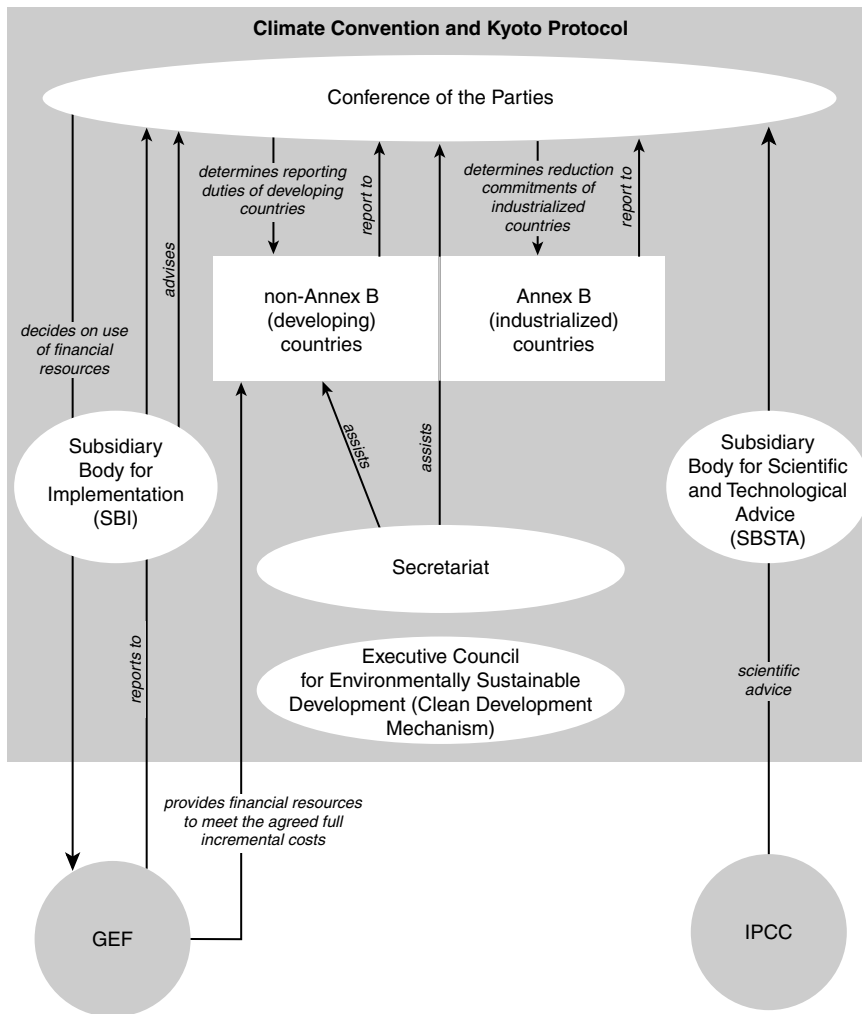 Climate Convention and Kyoto Protocol
Conference of the Parties
determines reporting
duties of developing
countries
report to
determines reduction
commitments of
industrialized
countries
report to
advises
non-Annex B
(developing)
countries
Annex B
(industrialized)
countries
decides on use
of financial
resources
assists
assists
Subsidiary
Body for
Implementation
(SBI)
Subsidiary
Body for Scientific
and Technological
Advice
(SBSTA)
Secretariat
reports to
Executive Council
for Environmentally Sustainable
Development (Clean Development
Mechanism)
scientific
advice
provides financial resources
to meet the agreed full
incremental costs
GEF
IPCC